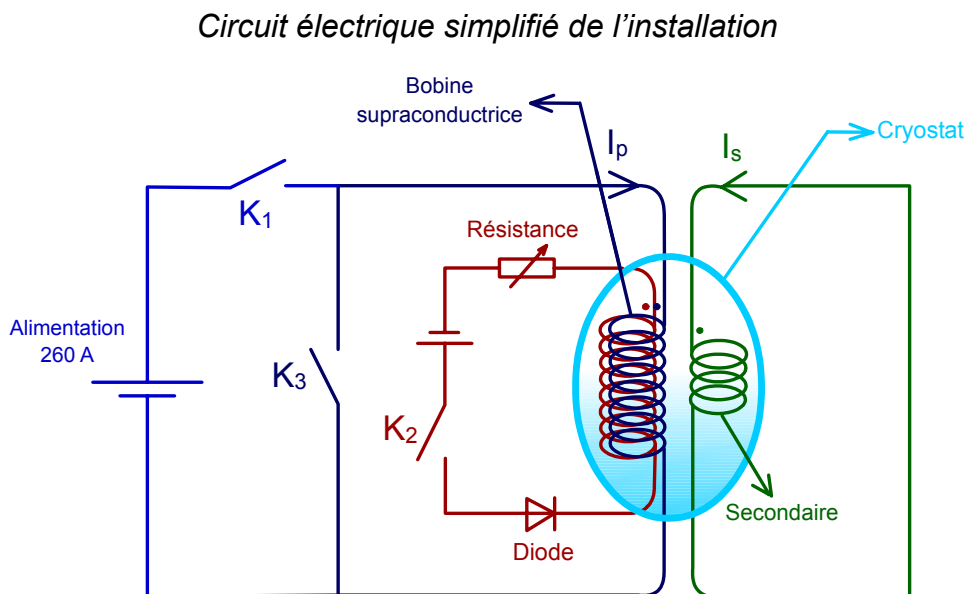 Circuit électrique simplifié de l’installation
Bobine
supraconductrice
Cryostat
Ip
Is
K1
Résistance
Alimentation
260 A
K3
K2
Secondaire
Diode